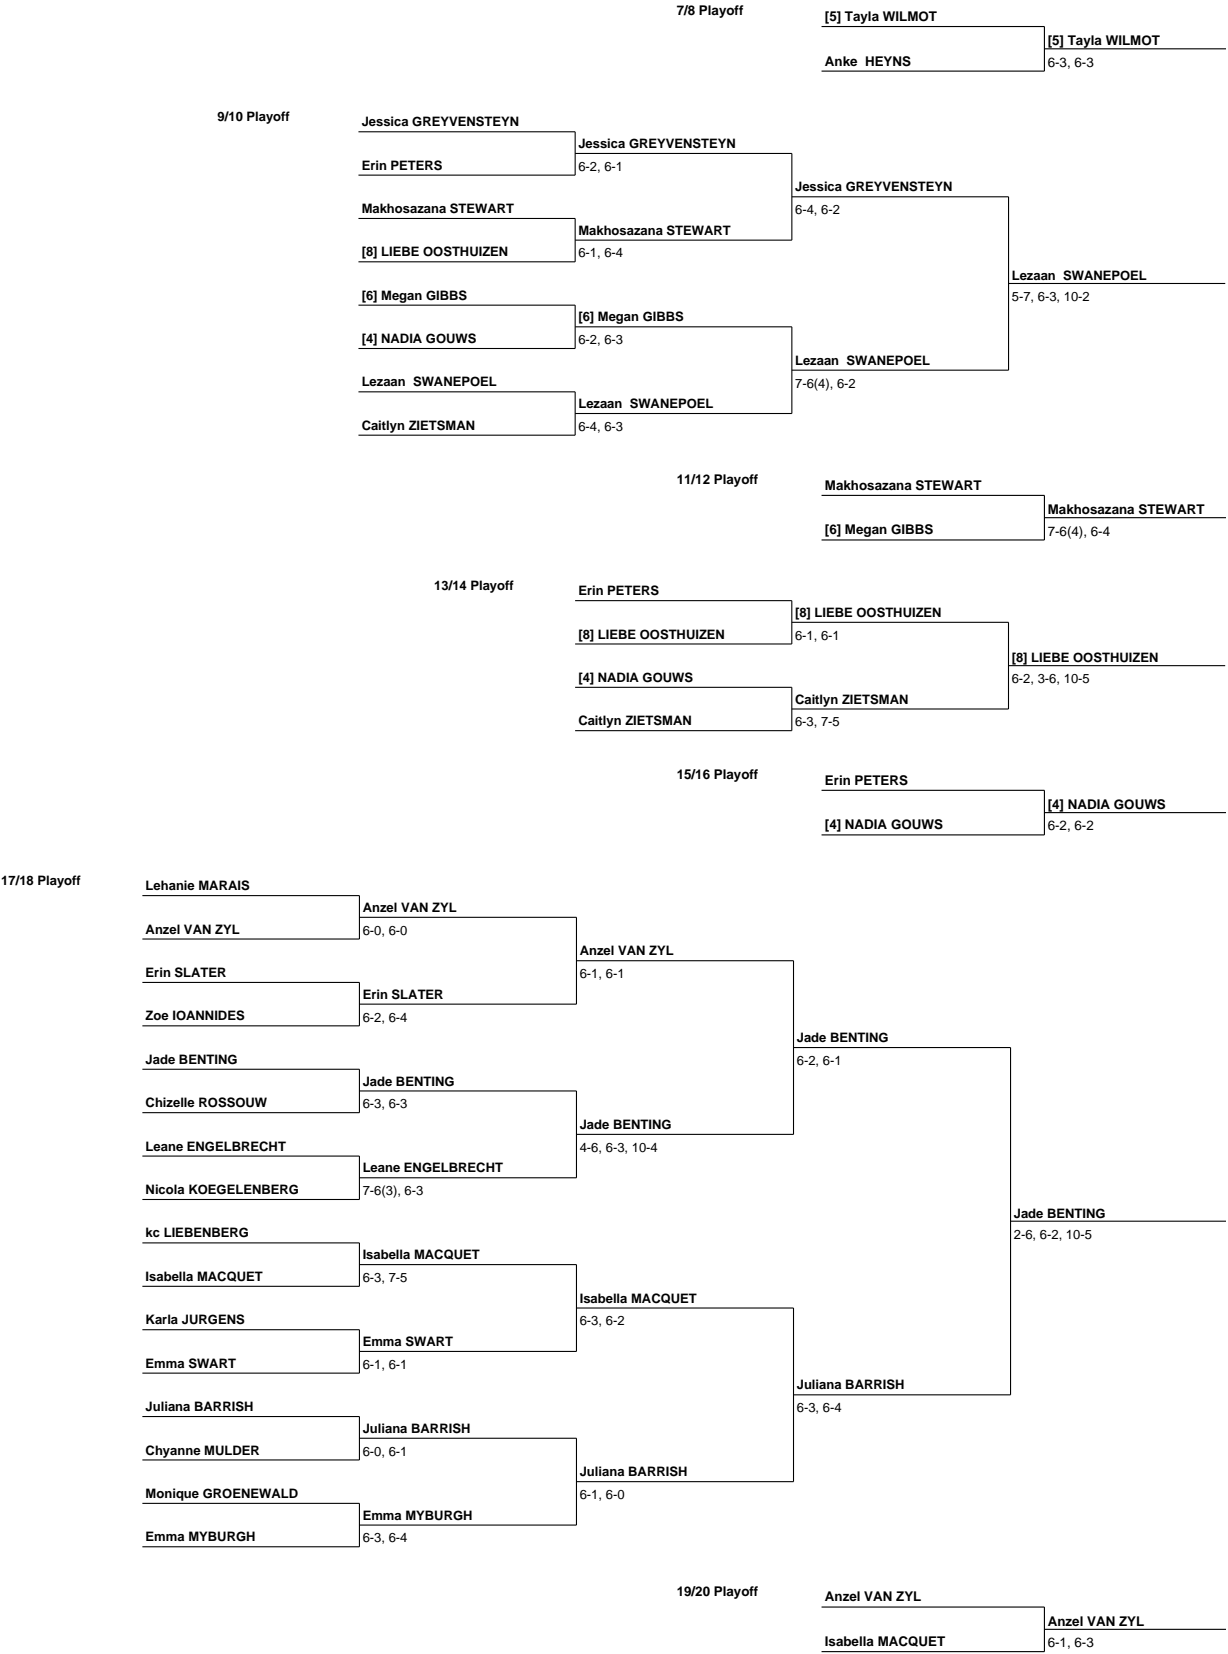 7/8 Playoff
[5] Tayla WILMOT
[5] Tayla WILMOT
Anke  HEYNS
6-3, 6-3
9/10 Playoff
Jessica GREYVENSTEYN
Jessica GREYVENSTEYN
Erin PETERS
6-2, 6-1
Jessica GREYVENSTEYN
Makhosazana STEWART
6-4, 6-2
Makhosazana STEWART
[8] LIEBE OOSTHUIZEN
6-1, 6-4
Lezaan  SWANEPOEL
[6] Megan GIBBS
5-7, 6-3, 10-2
[6] Megan GIBBS
[4] NADIA GOUWS
6-2, 6-3
Lezaan  SWANEPOEL
Lezaan  SWANEPOEL
7-6(4), 6-2
Lezaan  SWANEPOEL
Caitlyn ZIETSMAN
6-4, 6-3
11/12 Playoff
Makhosazana STEWART
Makhosazana STEWART
[6] Megan GIBBS
7-6(4), 6-4
13/14 Playoff
Erin PETERS
[8] LIEBE OOSTHUIZEN
[8] LIEBE OOSTHUIZEN
6-1, 6-1
[8] LIEBE OOSTHUIZEN
[4] NADIA GOUWS
6-2, 3-6, 10-5
Caitlyn ZIETSMAN
Caitlyn ZIETSMAN
6-3, 7-5
15/16 Playoff
Erin PETERS
[4] NADIA GOUWS
[4] NADIA GOUWS
6-2, 6-2
17/18 Playoff
Lehanie MARAIS
Anzel VAN ZYL
Anzel VAN ZYL
6-0, 6-0
Anzel VAN ZYL
Erin SLATER
6-1, 6-1
Erin SLATER
Zoe IOANNIDES
6-2, 6-4
Jade BENTING
Jade BENTING
6-2, 6-1
Jade BENTING
Chizelle ROSSOUW
6-3, 6-3
Jade BENTING
Leane ENGELBRECHT
4-6, 6-3, 10-4
Leane ENGELBRECHT
Nicola KOEGELENBERG
7-6(3), 6-3
Jade BENTING
kc LIEBENBERG
2-6, 6-2, 10-5
Isabella MACQUET
Isabella MACQUET
6-3, 7-5
Isabella MACQUET
Karla JURGENS
6-3, 6-2
Emma SWART
Emma SWART
6-1, 6-1
Juliana BARRISH
Juliana BARRISH
6-3, 6-4
Juliana BARRISH
Chyanne MULDER
6-0, 6-1
Juliana BARRISH
Monique GROENEWALD
6-1, 6-0
Emma MYBURGH
Emma MYBURGH
6-3, 6-4
19/20 Playoff
Anzel VAN ZYL
Anzel VAN ZYL
Isabella MACQUET
6-1, 6-3